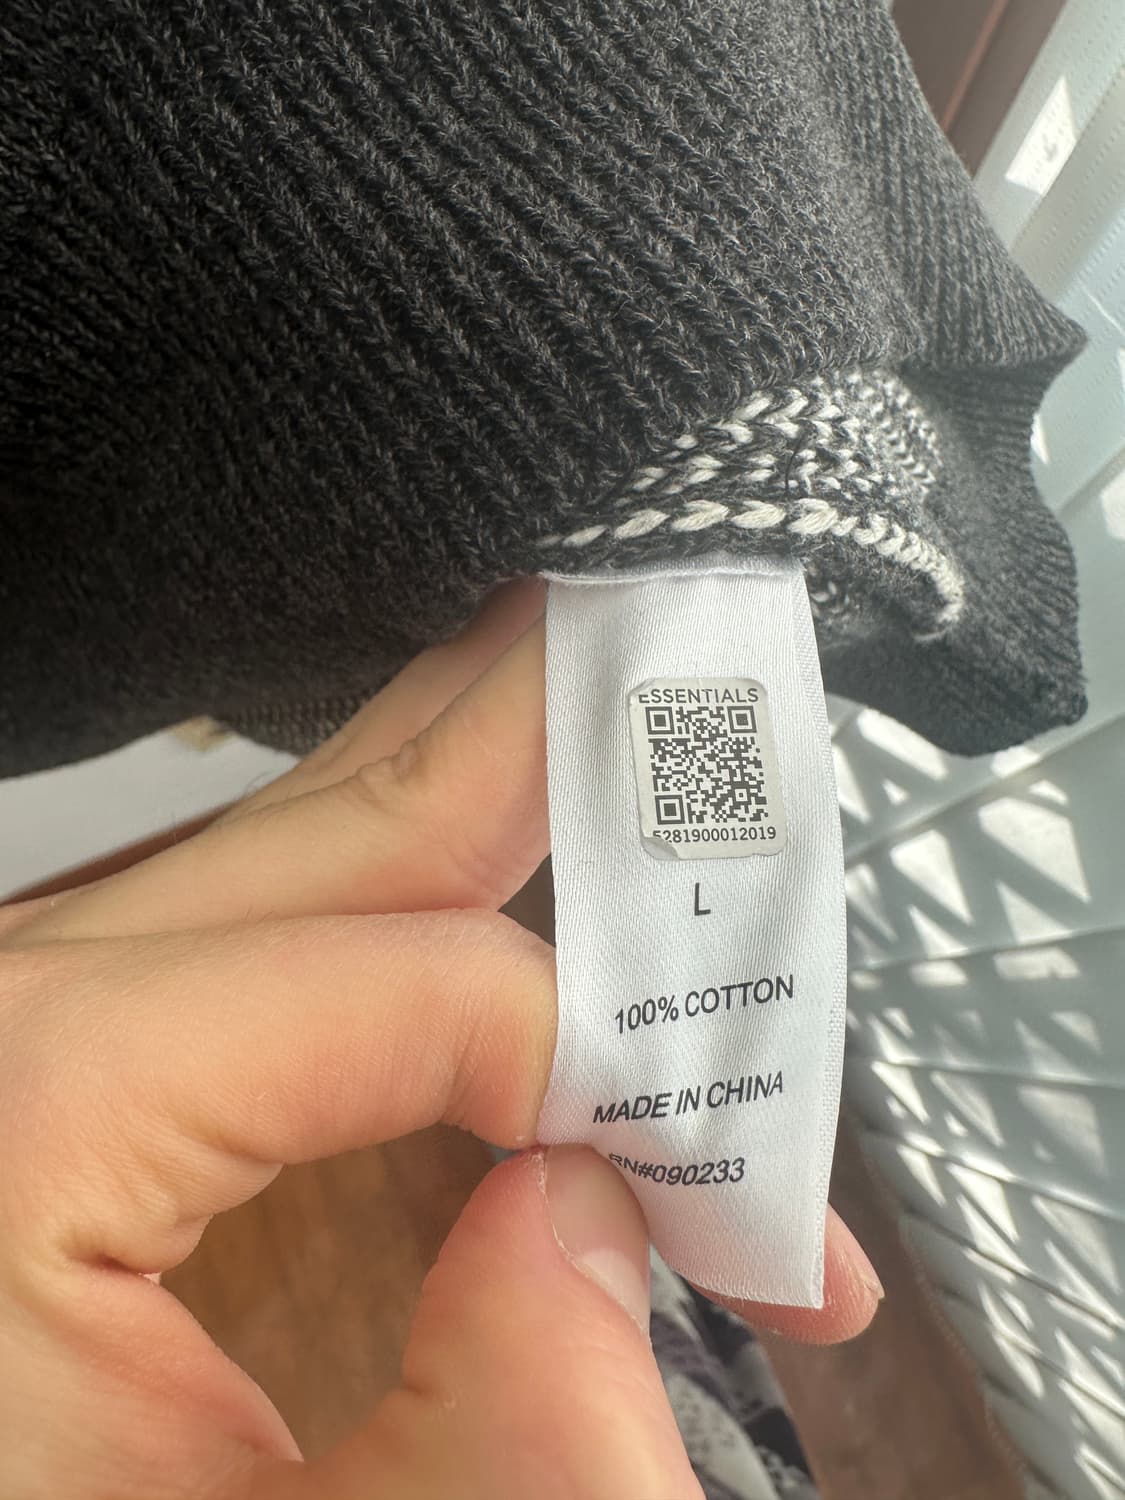 ESSENTIALS
5281900012019
L
100% COTTON
MADE IN CHINA
RN#090233